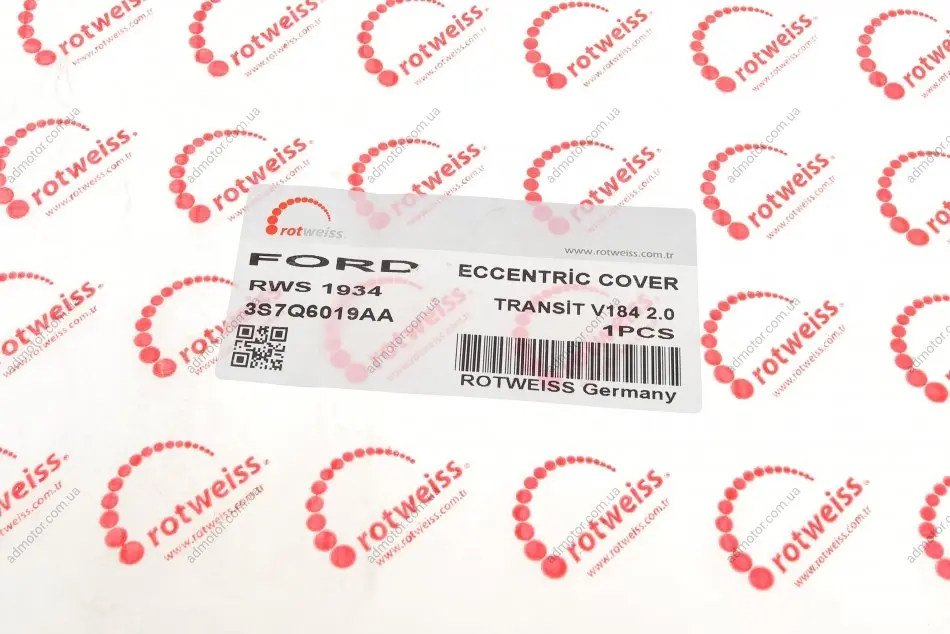 rotweiss
www.rotweiss.com.tr
FORD
ECCENTRİC COVER
RWS 1934
TRANSİT V184 2.0
3S7Q6019AA
1PCS
ROTWEISS Germany
rotweiss
www.rotweiss.com.tr
admotor.com.ua